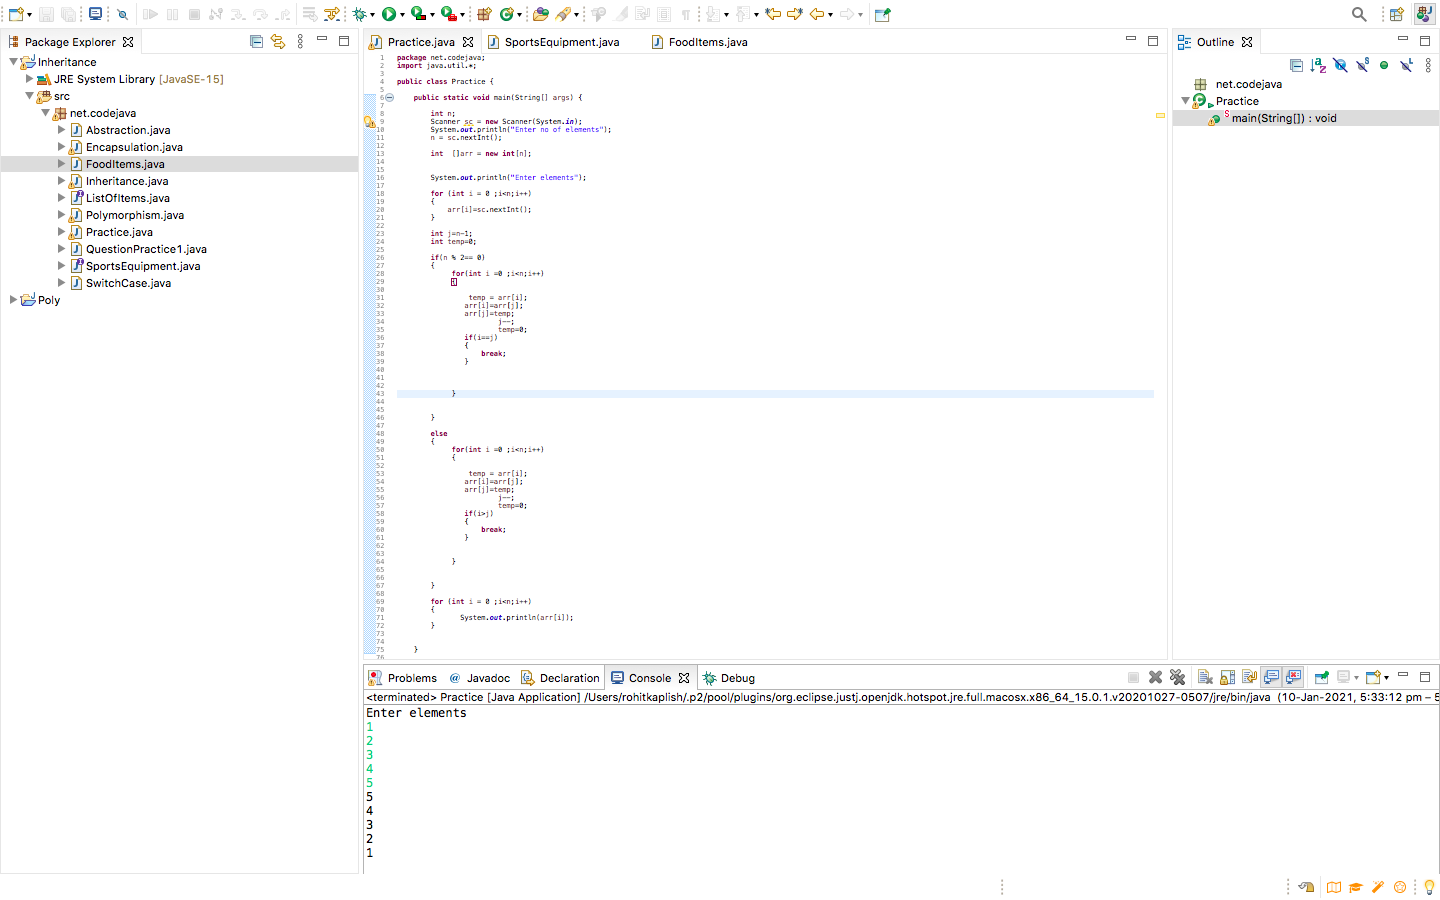 Package Explorer
Inheritance
JRE System Library [JavaSE-15]
src
net.codejava
Abstraction.java
Encapsulation.java
FoodItems.java
Inheritance.java
ListOfItems.java
Polymorphism.java
Practice.java
QuestionPractice1.java
SportsEquipment.java
SwitchCase.java
Poly
Practice.java SportsEquipment.java FoodItems.java
1 package net.codejava;
2 import java.util.*;
3
4 public class Practice {
5
6 public static void main(String[] args) {
7
8 int n;
9 Scanner sc = new Scanner(System.in);
10 System.out.println("Enter no of elements");
11 n = sc.nextInt();
12
13 int []arr = new int[n];
14
15
16 System.out.println("Enter elements");
17
18 for (int i = 0 ;i<n;i++)
19 {
20 arr[i]=sc.nextInt();
21 }
22
23 int j=n-1;
24 int temp=0;
25
26 if(n % 2== 0)
27 {
28 for(int i =0 ;i<n;i++)
29 {
30
31 temp = arr[i];
32 arr[i]=arr[j];
33 arr[j]=temp;
34 j--;
35 temp=0;
36 if(i==j)
37 {
38 break;
39 }
40
41
42
43 }
44
45
46 }
47
48 else
49 {
50 for(int i =0 ;i<n;i++)
51 {
52
53 temp = arr[i];
54 arr[i]=arr[j];
55 arr[j]=temp;
56 j--;
57 temp=0;
58 if(i>j)
59 {
60 break;
61 }
62
63
64 }
65
66
67 }
68
69 for (int i = 0 ;i<n;i++)
70 {
71 System.out.println(arr[i]);
72 }
73
74
75 }
76
Outline
net.codejava
Practice
main(String[]) : void
Problems @ Javadoc Declaration Console Debug
<terminated> Practice [Java Application] /Users/rohitkaplish/.p2/pool/plugins/org.eclipse.justj.openjdk.hotspot.jre.full.macosx.x86_64_15.0.1.v20201027-0507/jre/bin/java (10-Jan-2021, 5:33:12 pm – 5
Enter elements
1
2
3
4
5
5
4
3
2
1